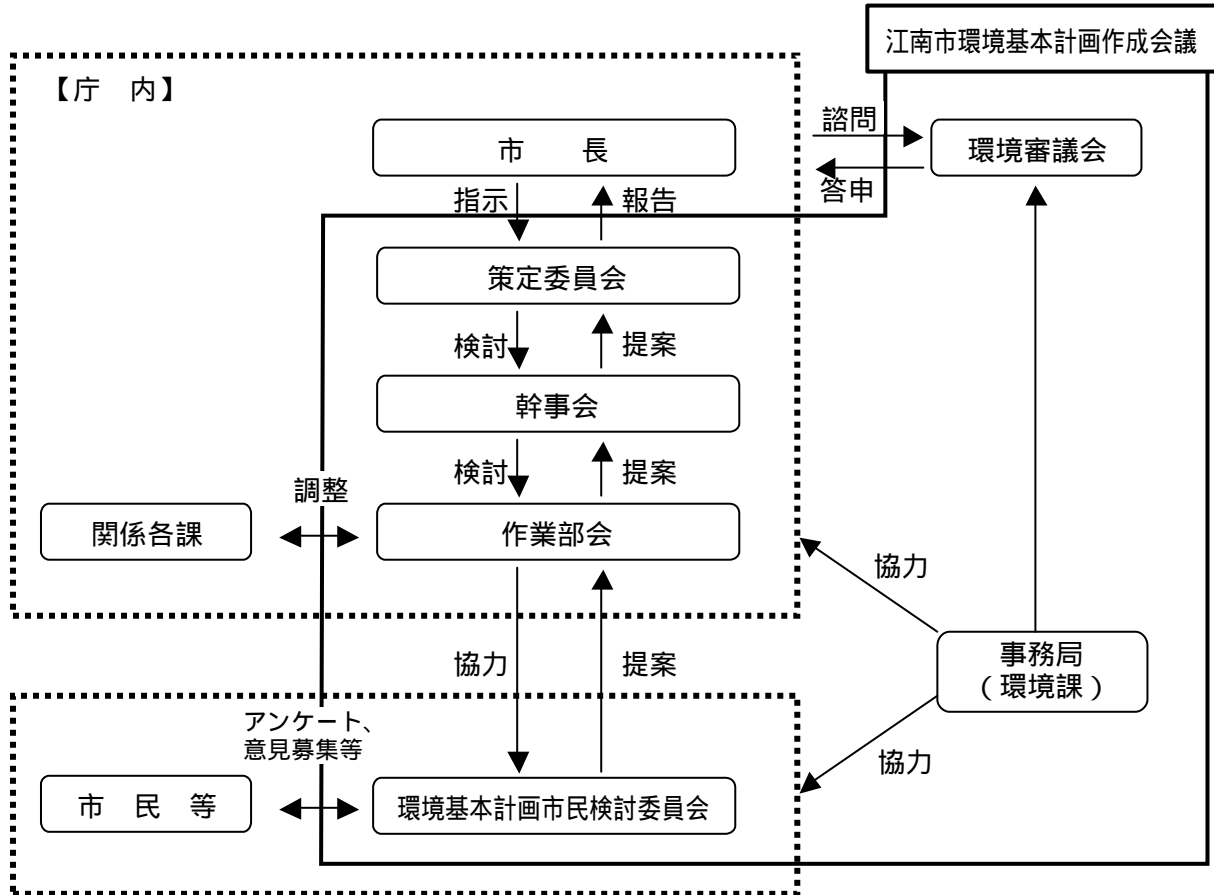 江南市環境基本計画作成会議
【庁　内】
諮問
市　　長
環境審議会
答申
指示
報告
策定委員会
検討
提案
幹事会
検討
提案
調整
関係各課
作業部会
協力
協力
提案
事務局
（環境課）
アンケート、
意見募集等
協力
市　民　等
環境基本計画市民検討委員会